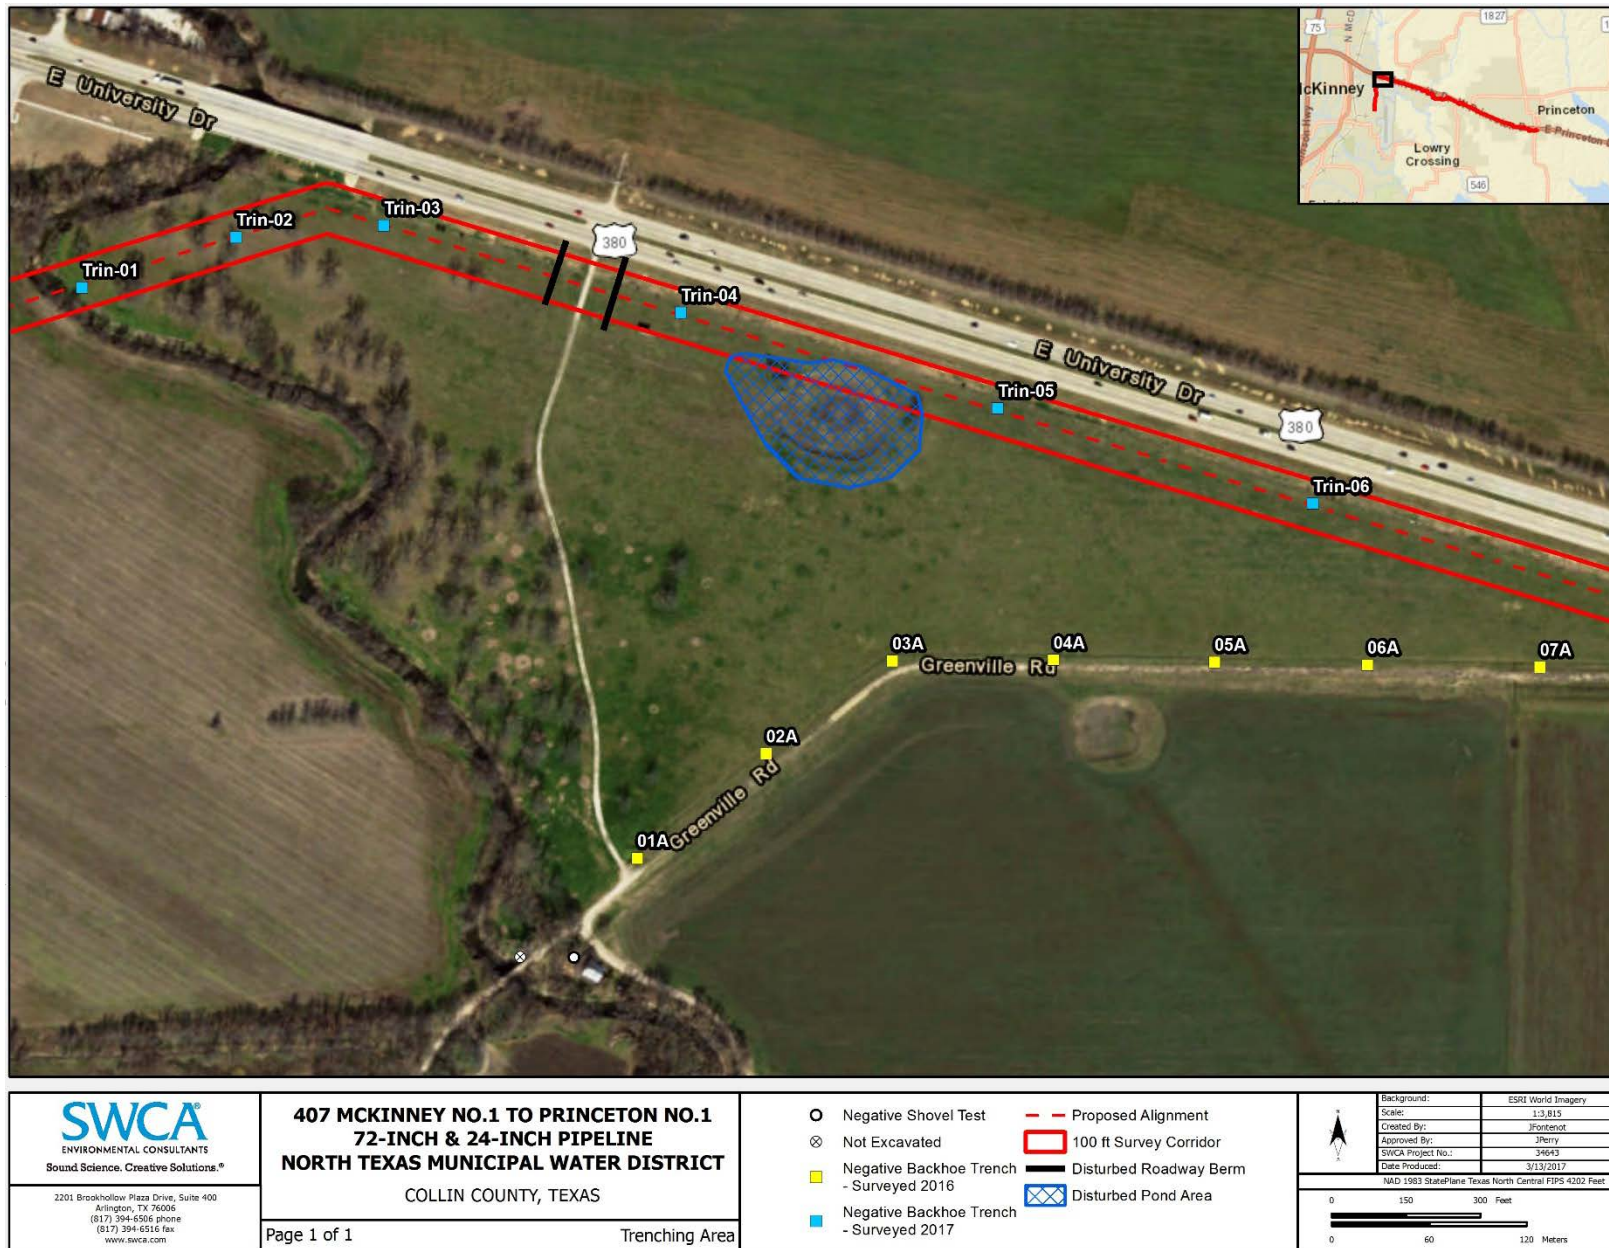 E University Dr
Trin-01
Trin-02
Trin-03
380
Trin-04
E University Dr
Trin-05
380
Trin-06
03A
Greenville Rd
04A
05A
06A
07A
02A
Greenville Rd
01A
75
N McD
1827
McKinney
Princeton
Lowry
Crossing
546
SWCA®
ENVIRONMENTAL CONSULTANTS
Sound Science. Creative Solutions.®
2201 Brookhollow Plaza Drive, Suite 400
Arlington, TX 76006
(817) 394-6506 phone
(817) 394-6516 fax
www.swca.com
407 MCKINNEY NO.1 TO PRINCETON NO.1
72-INCH & 24-INCH PIPELINE
NORTH TEXAS MUNICIPAL WATER DISTRICT
COLLIN COUNTY, TEXAS
Page 1 of 1
Trenching Area
Negative Shovel Test
Not Excavated
Negative Backhoe Trench
- Surveyed 2016
Negative Backhoe Trench
- Surveyed 2017
Proposed Alignment
100 ft Survey Corridor
Disturbed Roadway Berm
Disturbed Pond Area
Background: ESRI World Imagery
Scale: 1:3,815
Created By: JFontenot
Approved By: JPerry
SWCA Project No.: 34643
Date Produced: 3/13/2017
NAD 1983 StatePlane Texas North Central FIPS 4202 Feet
0 150 300 Feet
0 60 120 Meters